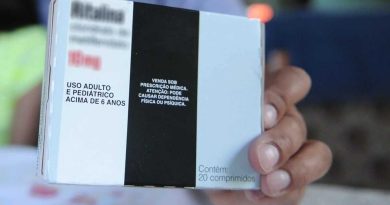 Ritalina
10mg
USO ADULTO
E PEDIÁTRICO
ACIMA DE 6 ANOS
VENDA SOB
PRESCRIÇÃO MÉDICA.
ATENÇÃO: PODE
CAUSAR DEPENDÊNCIA
FÍSICA OU PSÍQUICA.
Contém:
20 comprimidos